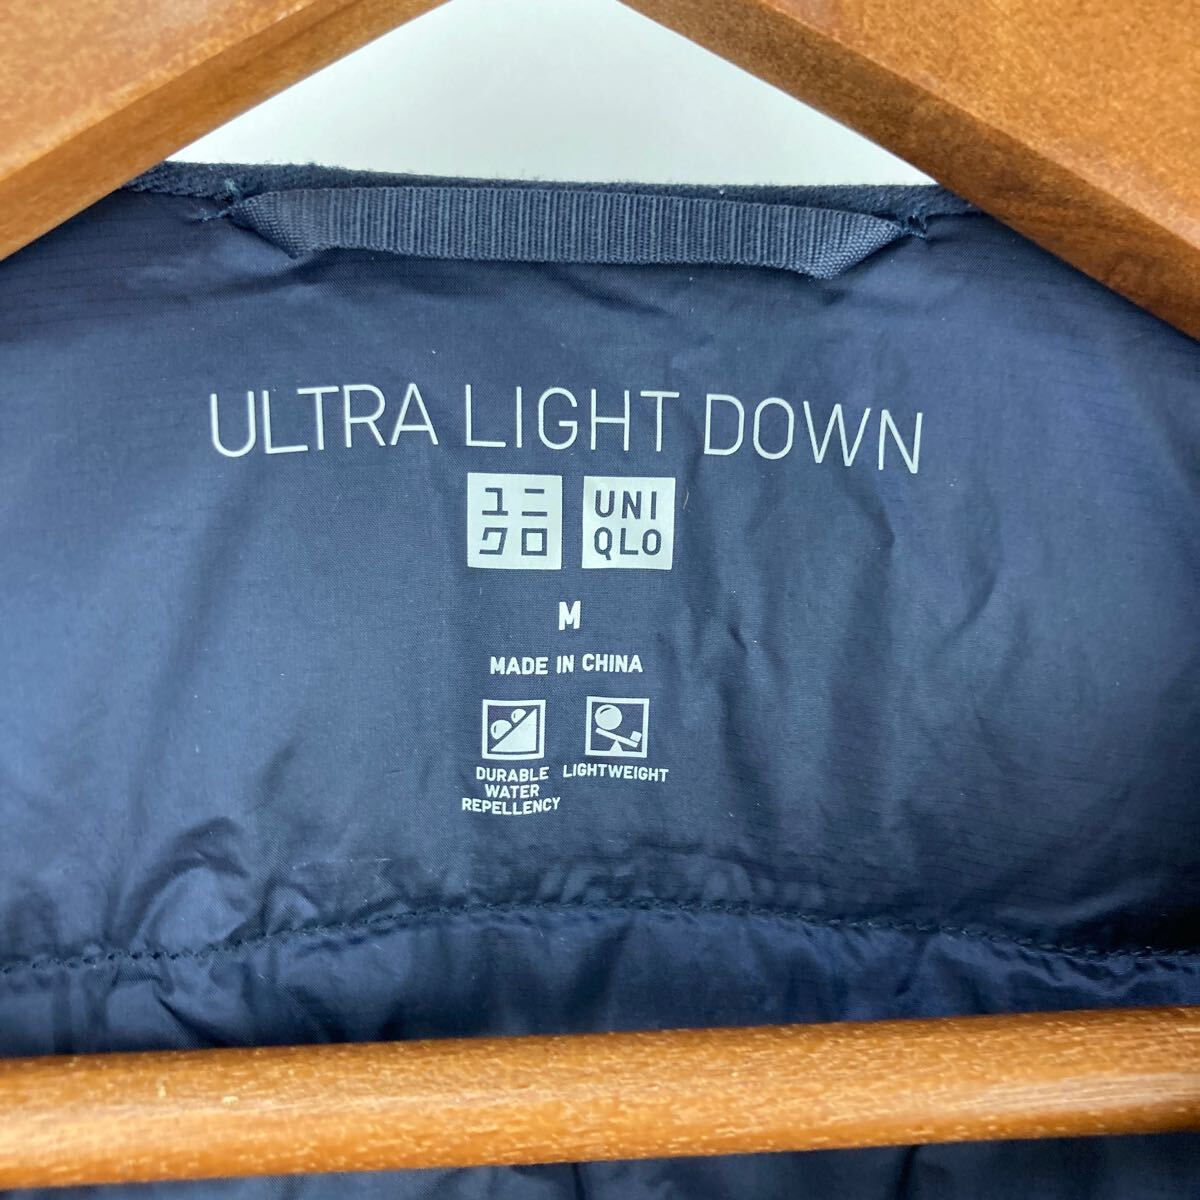 ULTRA LIGHT DOWN
ユニ
クロ
UNI
QLO
M
MADE IN CHINA
DURABLE
WATER
REPELLENCY
LIGHTWEIGHT